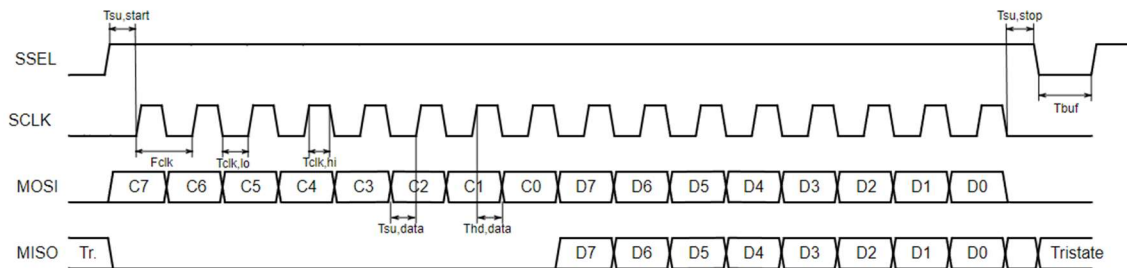 Tsu,start Tsu,stop
SSEL
Tbuf
SCLK
Fclk Tclk,lo Tclk,hi
MOSI C7 C6 C5 C4 C3 C2 C1 C0 D7 D6 D5 D4 D3 D2 D1 D0
Tsu,data Thd,data
MISO Tr. D7 D6 D5 D4 D3 D2 D1 D0 Tristate